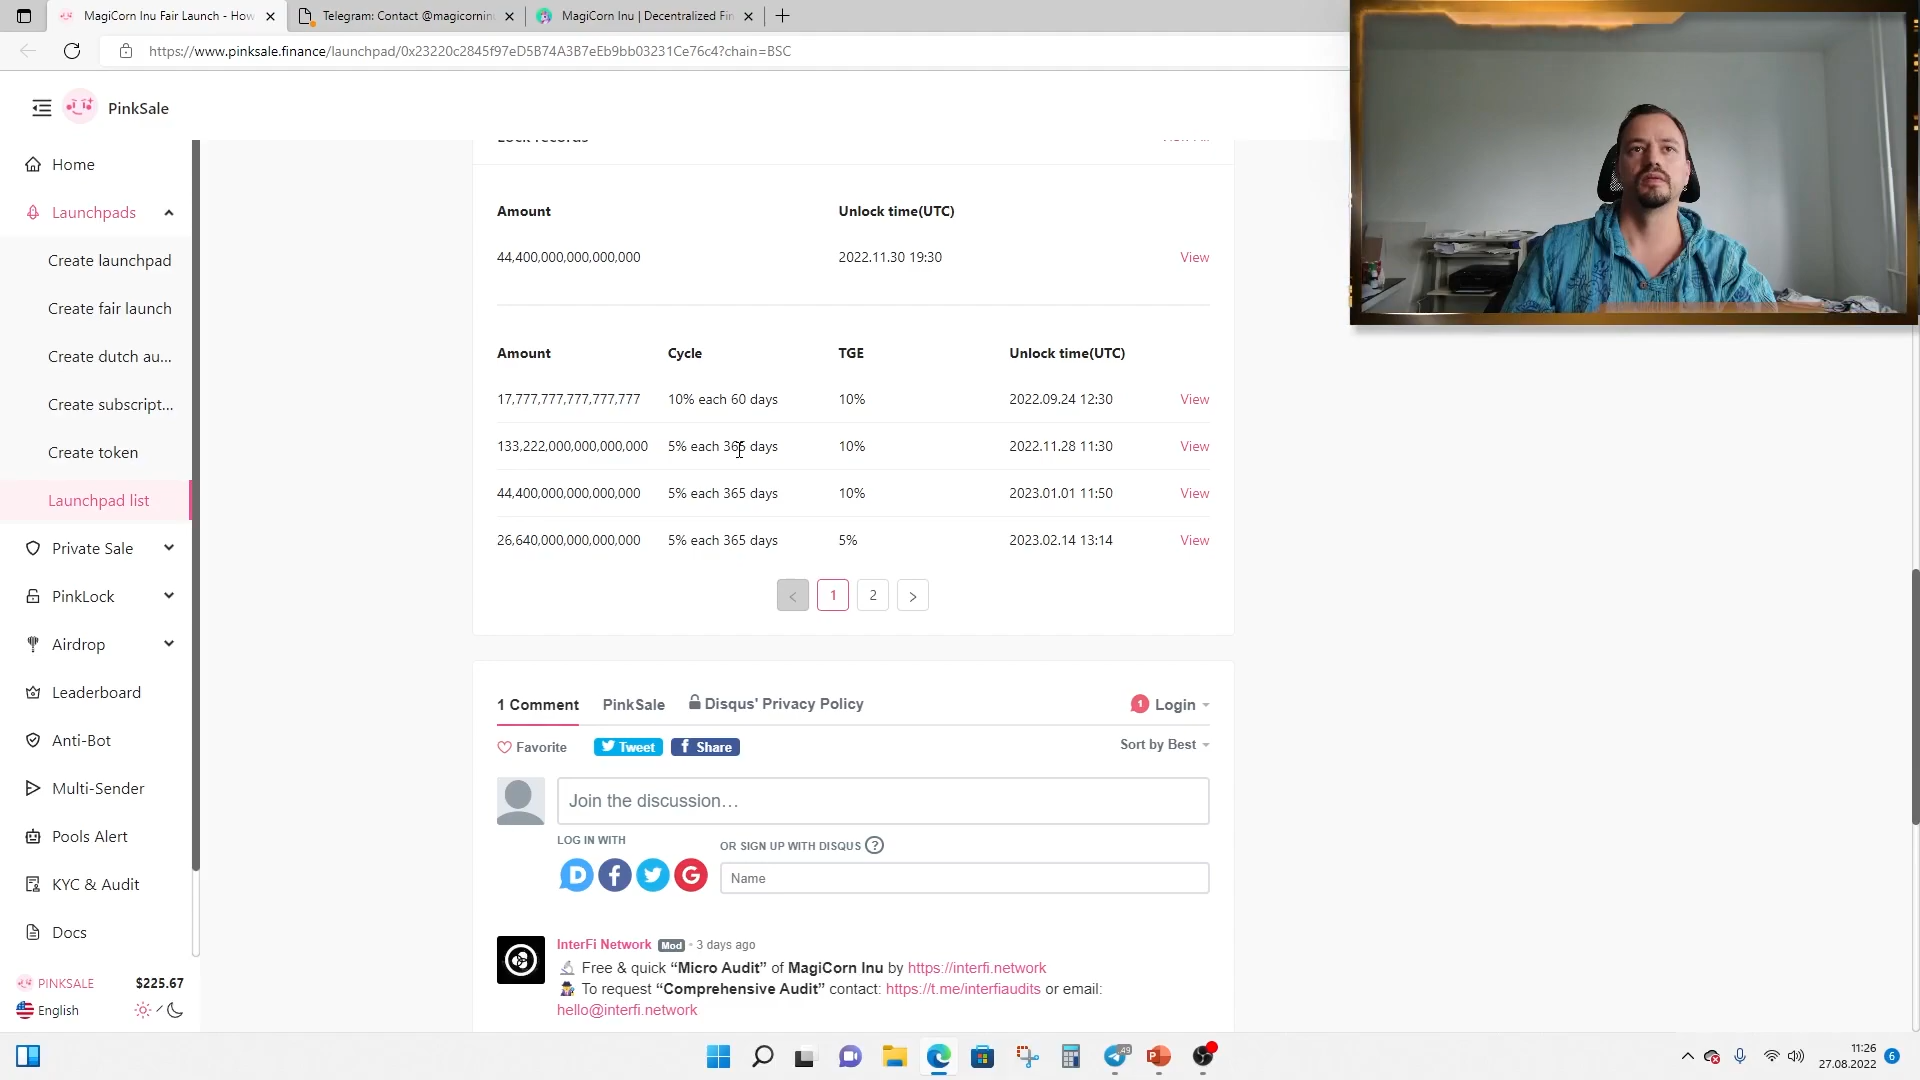 MagiCorn Inu Fair Launch - How
Telegram: Contact @magicorninu
MagiCorn Inu | Decentralized Fin
https://www.pinksale.finance/launchpad/0x23220c2845f97eD5B74A3B7eEb9bb03231Ce76c4?chain=BSC
PinkSale
Home
Launchpads
Create launchpad
Create fair launch
Create dutch au...
Create subscript...
Create token
Launchpad list
Private Sale
PinkLock
Airdrop
Leaderboard
Anti-Bot
Multi-Sender
Pools Alert
KYC & Audit
Docs
PINKSALE $225.67
English
Lock records
Amount Unlock time(UTC)
44,400,000,000,000,000 2022.11.30 19:30 View
Amount Cycle TGE Unlock time(UTC)
17,777,777,777,777,777 10% each 60 days 10% 2022.09.24 12:30 View
133,222,000,000,000,000 5% each 365 days 10% 2022.11.28 11:30 View
44,400,000,000,000,000 5% each 365 days 10% 2023.01.01 11:50 View
26,640,000,000,000,000 5% each 365 days 5% 2023.02.14 13:14 View
< 1 2 >
1 Comment PinkSale Disqus' Privacy Policy 1 Login
Favorite Tweet Share Sort by Best
Join the discussion…
LOG IN WITH
OR SIGN UP WITH DISQUS ?
Name
InterFi Network Mod • 3 days ago
Free & quick “Micro Audit” of MagiCorn Inu by https://interfi.network
To request “Comprehensive Audit” contact: https://t.me/interfiaudits or email:
hello@interfi.network
49
11:26
27.08.2022
6